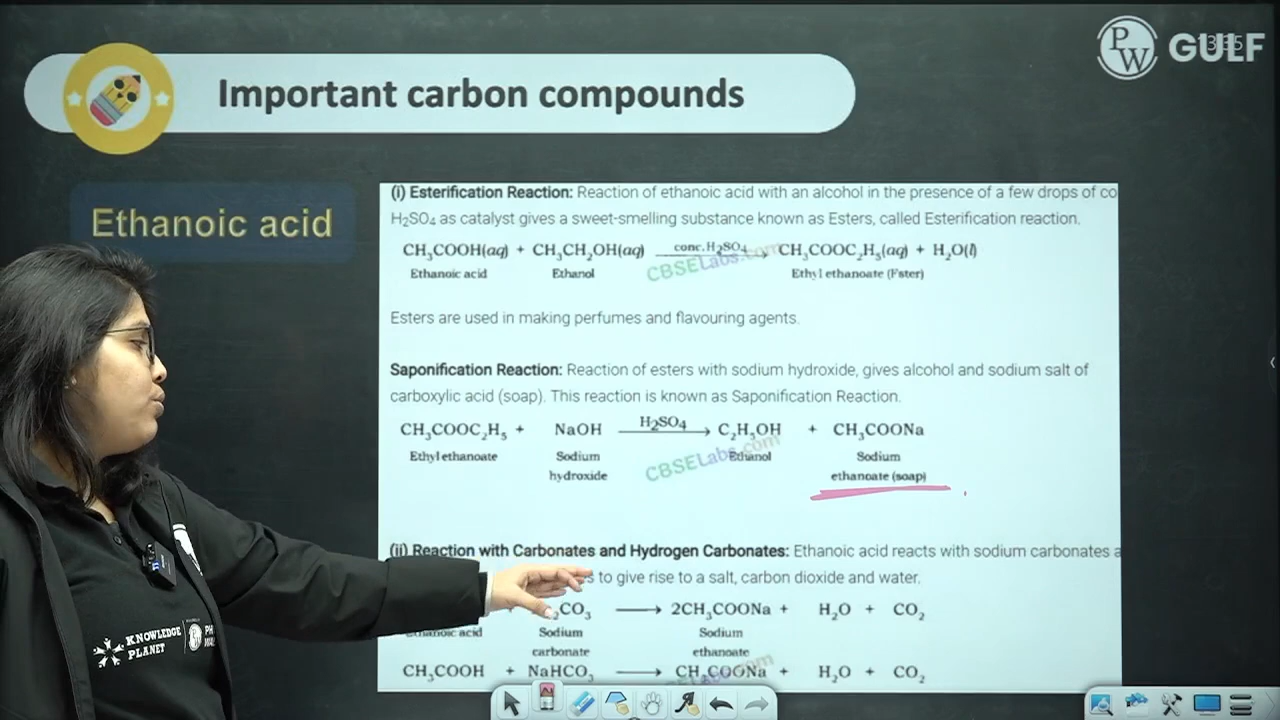 PW GULF
Important carbon compounds
Ethanoic acid
(i) Esterification Reaction: Reaction of ethanoic acid with an alcohol in the presence of a few drops of co
H₂SO₄ as catalyst gives a sweet-smelling substance known as Esters, called Esterification reaction.
CH₃COOH(aq) + CH₃CH₂OH(aq) conc. H₂SO₄ → CH₃COOC₂H₅(aq) + H₂O(l)
Ethanoic acid Ethanol Ethyl ethanoate (Ester)
CBSELabs.com
Esters are used in making perfumes and flavouring agents.
Saponification Reaction: Reaction of esters with sodium hydroxide, gives alcohol and sodium salt of
carboxylic acid (soap). This reaction is known as Saponification Reaction.
CH₃COOC₂H₅ + NaOH H₂SO₄ → C₂H₅OH + CH₃COONa
Ethyl ethanoate Sodium Ethanol Sodium
hydroxide ethanoate (soap)
CBSELabs.com
(ii) Reaction with Carbonates and Hydrogen Carbonates: Ethanoic acid reacts with sodium carbonates a
s to give rise to a salt, carbon dioxide and water.
+ ₂CO₃ → 2CH₃COONa + H₂O + CO₂
Ethanoic acid Sodium Sodium
carbonate ethanoate
CH₃COOH + NaHCO₃ → CH₃COONa + H₂O + CO₂
KNOWLEDGE
PLANET